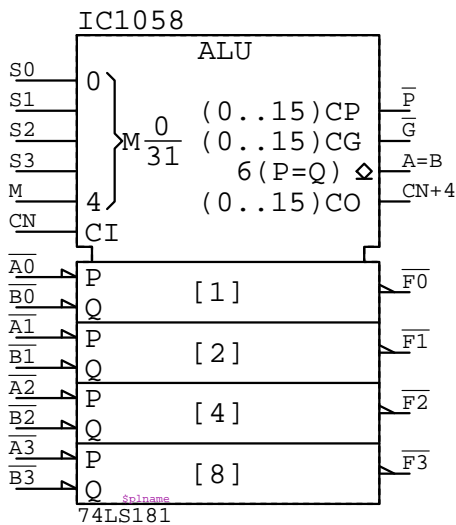 IC1058
ALU
S0
0
S1
(0..15)CP
P
S2
M 0/31
(0..15)CG
G
S3
6(P=Q)
A=B
M
4
(0..15)CO
CN+4
CN
CI
A0
P
[1]
F0
B0
Q
A1
P
[2]
F1
B1
Q
A2
P
[4]
F2
B2
Q
A3
P
[8]
F3
B3
Q
$plname
74LS181